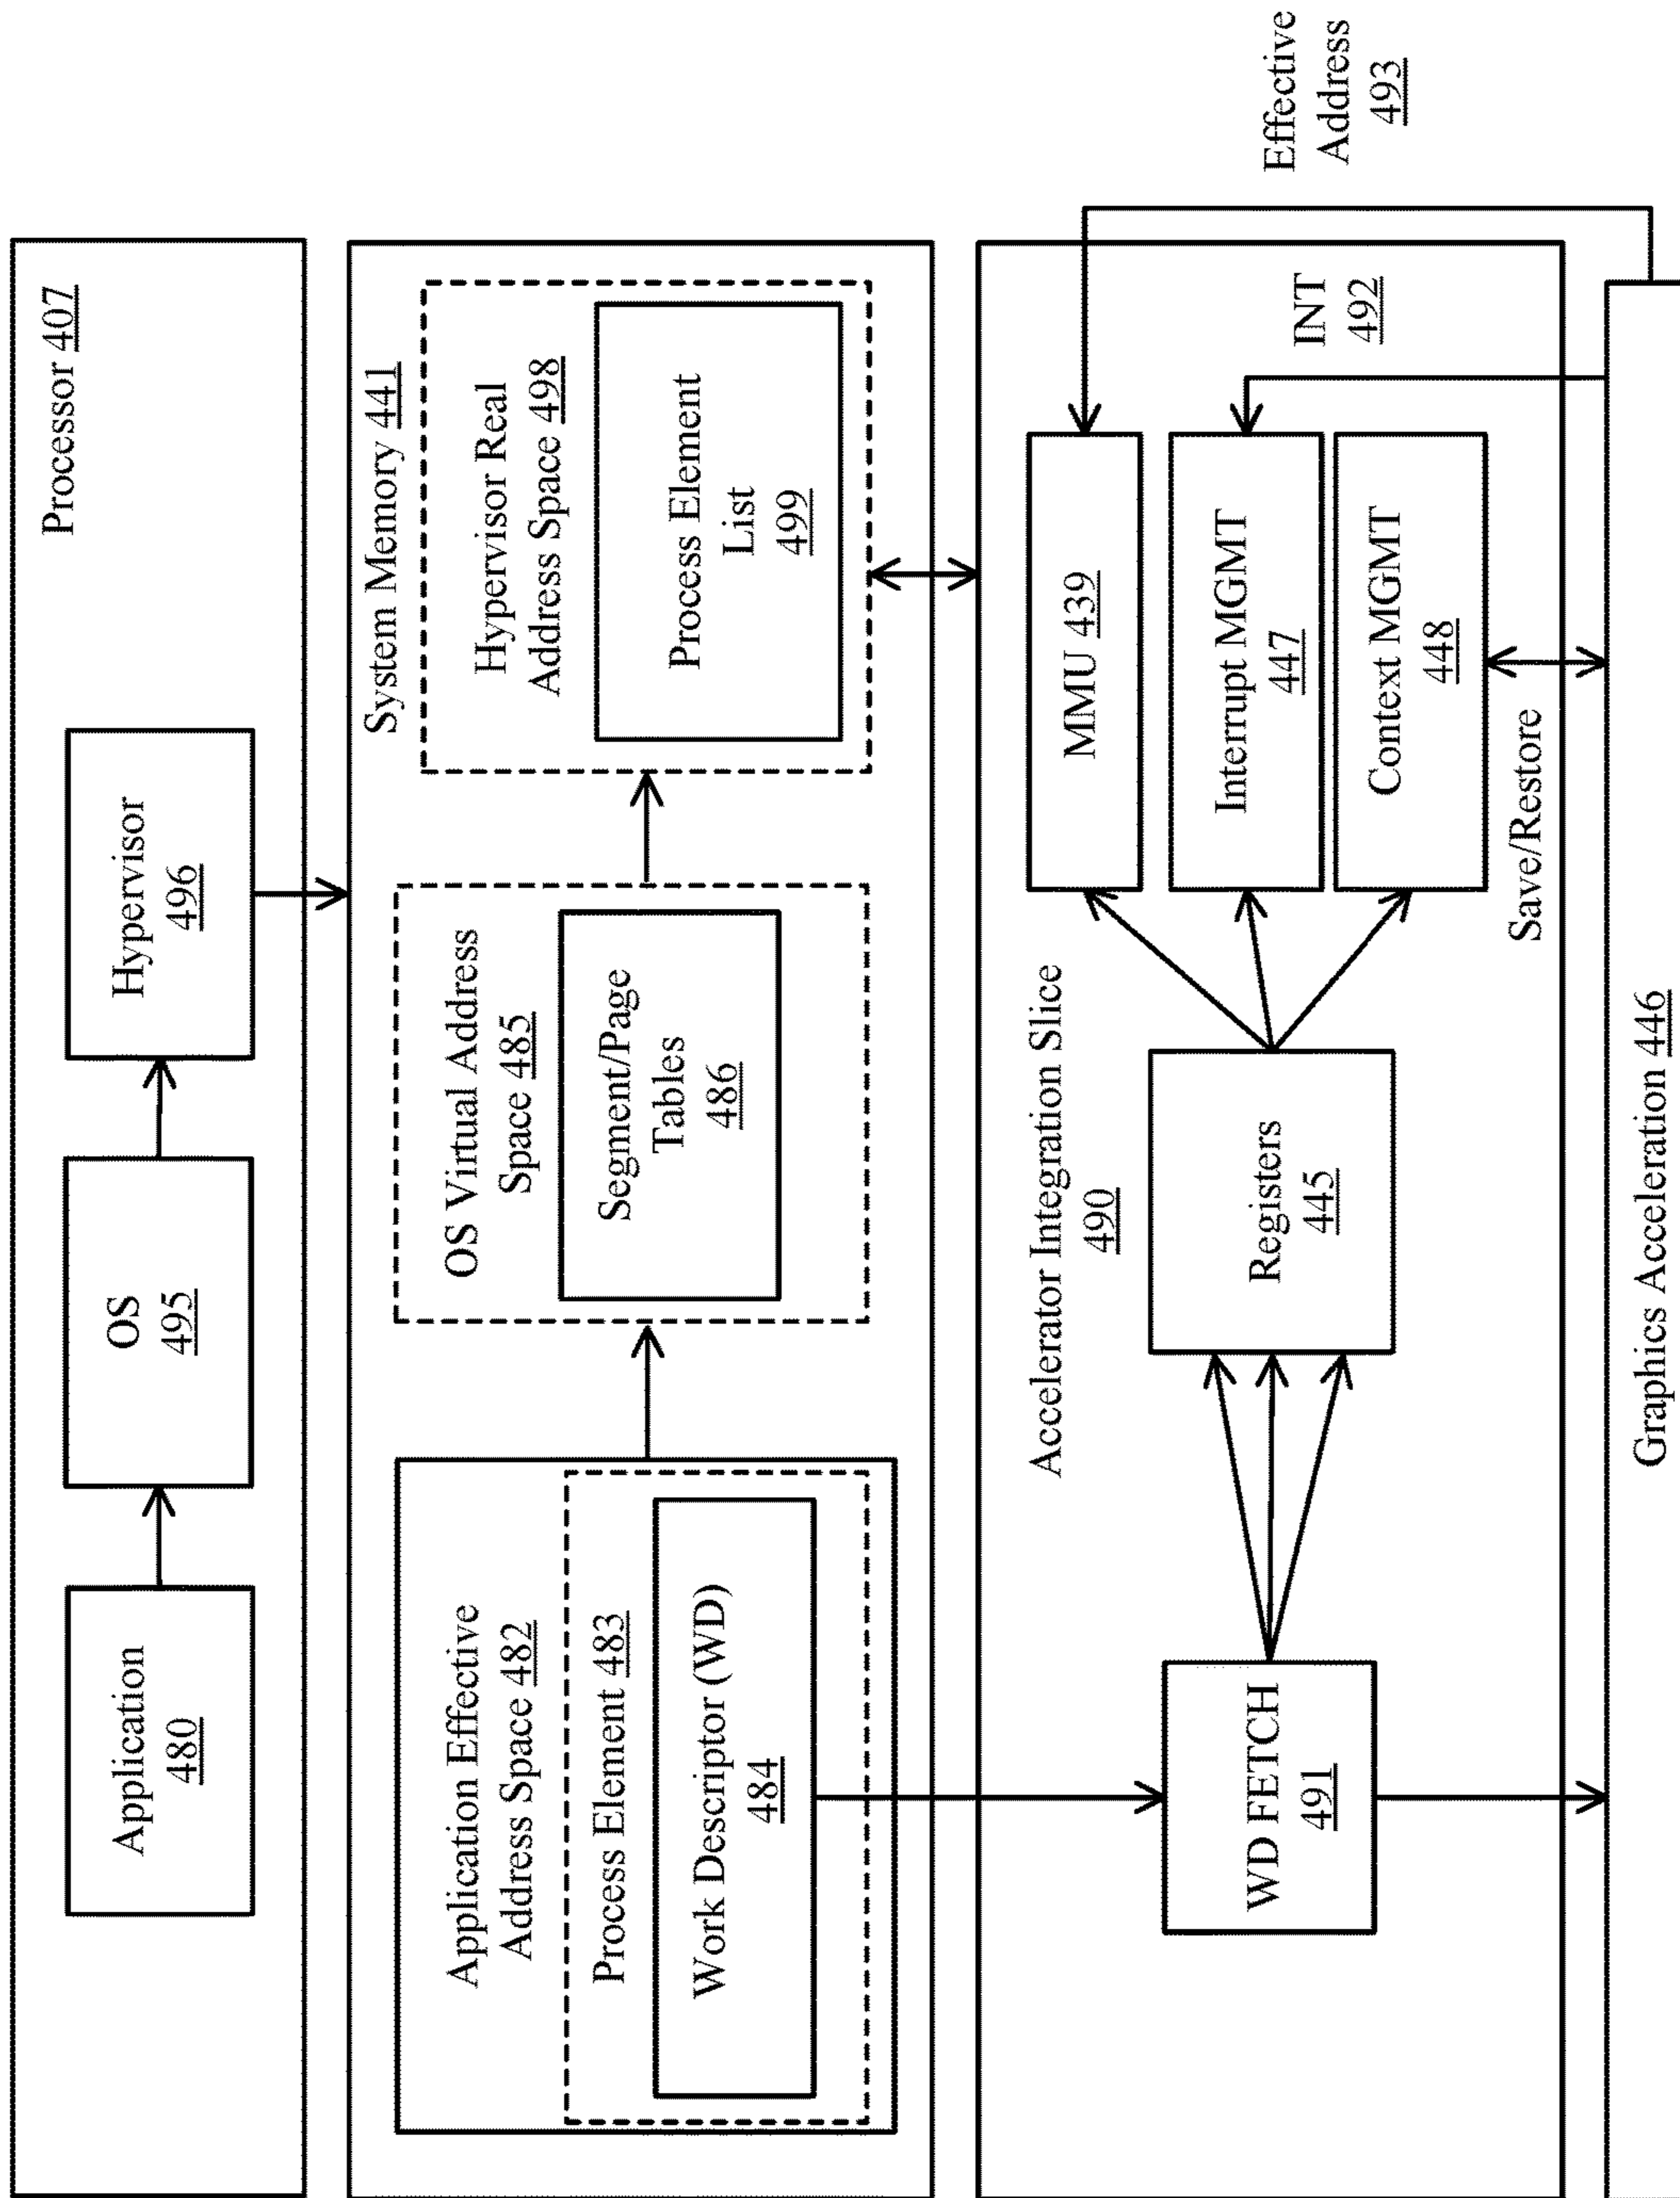 Processor 407
Application
480
OS
495
Hypervisor
496
System Memory 441
Application Effective
Address Space 482
Process Element 483
Work Descriptor (WD)
484
OS Virtual Address
Space 485
Segment/Page
Tables
486
Hypervisor Real
Address Space 498
Process Element
List
499
Accelerator Integration Slice
490
WD FETCH
491
Registers
445
MMU 439
Interrupt MGMT
447
Context MGMT
448
Save/Restore
INT
492
Effective
Address
493
Graphics Acceleration 446